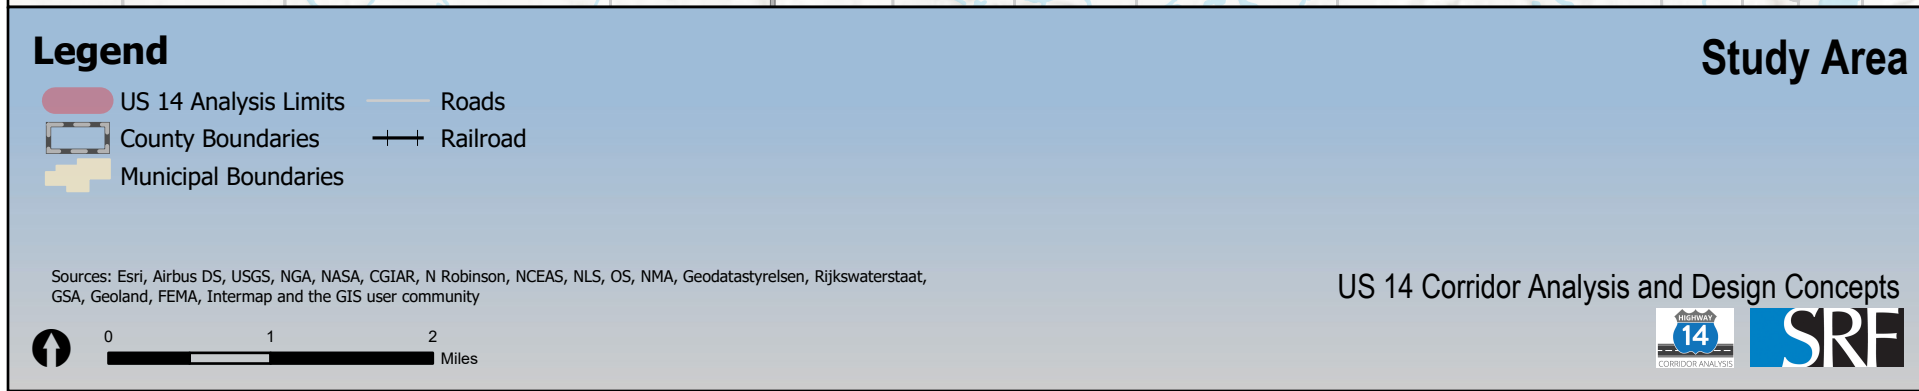 Legend
Study Area
US 14 Analysis Limits
Roads
County Boundaries
Railroad
Municipal Boundaries
Sources: Esri, Airbus DS, USGS, NGA, NASA, CGIAR, N Robinson, NCEAS, NLS, OS, NMA, Geodatastyrelsen, Rijkswaterstaat,
GSA, Geoland, FEMA, Intermap and the GIS user community
0 1 2
Miles
US 14 Corridor Analysis and Design Concepts
HIGHWAY
14
CORRIDOR ANALYSIS
SRF